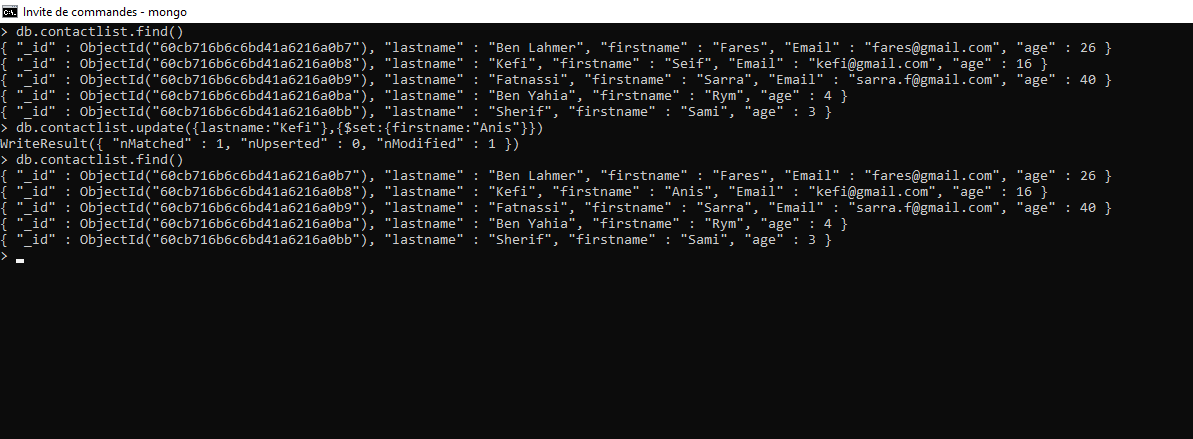 Invite de commandes - mongo
> db.contactlist.find()
{ "_id" : ObjectId("60cb716b6c6bd41a6216a0b7"), "lastname" : "Ben Lahmer", "firstname" : "Fares", "Email" : "fares@gmail.com", "age" : 26 }
{ "_id" : ObjectId("60cb716b6c6bd41a6216a0b8"), "lastname" : "Kefi", "firstname" : "Seif", "Email" : "kefi@gmail.com", "age" : 16 }
{ "_id" : ObjectId("60cb716b6c6bd41a6216a0b9"), "lastname" : "Fatnassi", "firstname" : "Sarra", "Email" : "sarra.f@gmail.com", "age" : 40 }
{ "_id" : ObjectId("60cb716b6c6bd41a6216a0ba"), "lastname" : "Ben Yahia", "firstname" : "Rym", "age" : 4 }
{ "_id" : ObjectId("60cb716b6c6bd41a6216a0bb"), "lastname" : "Sherif", "firstname" : "Sami", "age" : 3 }
> db.contactlist.update({lastname:"Kefi"},{$set:{firstname:"Anis"}})
WriteResult({ "nMatched" : 1, "nUpserted" : 0, "nModified" : 1 })
> db.contactlist.find()
{ "_id" : ObjectId("60cb716b6c6bd41a6216a0b7"), "lastname" : "Ben Lahmer", "firstname" : "Fares", "Email" : "fares@gmail.com", "age" : 26 }
{ "_id" : ObjectId("60cb716b6c6bd41a6216a0b8"), "lastname" : "Kefi", "firstname" : "Anis", "Email" : "kefi@gmail.com", "age" : 16 }
{ "_id" : ObjectId("60cb716b6c6bd41a6216a0b9"), "lastname" : "Fatnassi", "firstname" : "Sarra", "Email" : "sarra.f@gmail.com", "age" : 40 }
{ "_id" : ObjectId("60cb716b6c6bd41a6216a0ba"), "lastname" : "Ben Yahia", "firstname" : "Rym", "age" : 4 }
{ "_id" : ObjectId("60cb716b6c6bd41a6216a0bb"), "lastname" : "Sherif", "firstname" : "Sami", "age" : 3 }
>